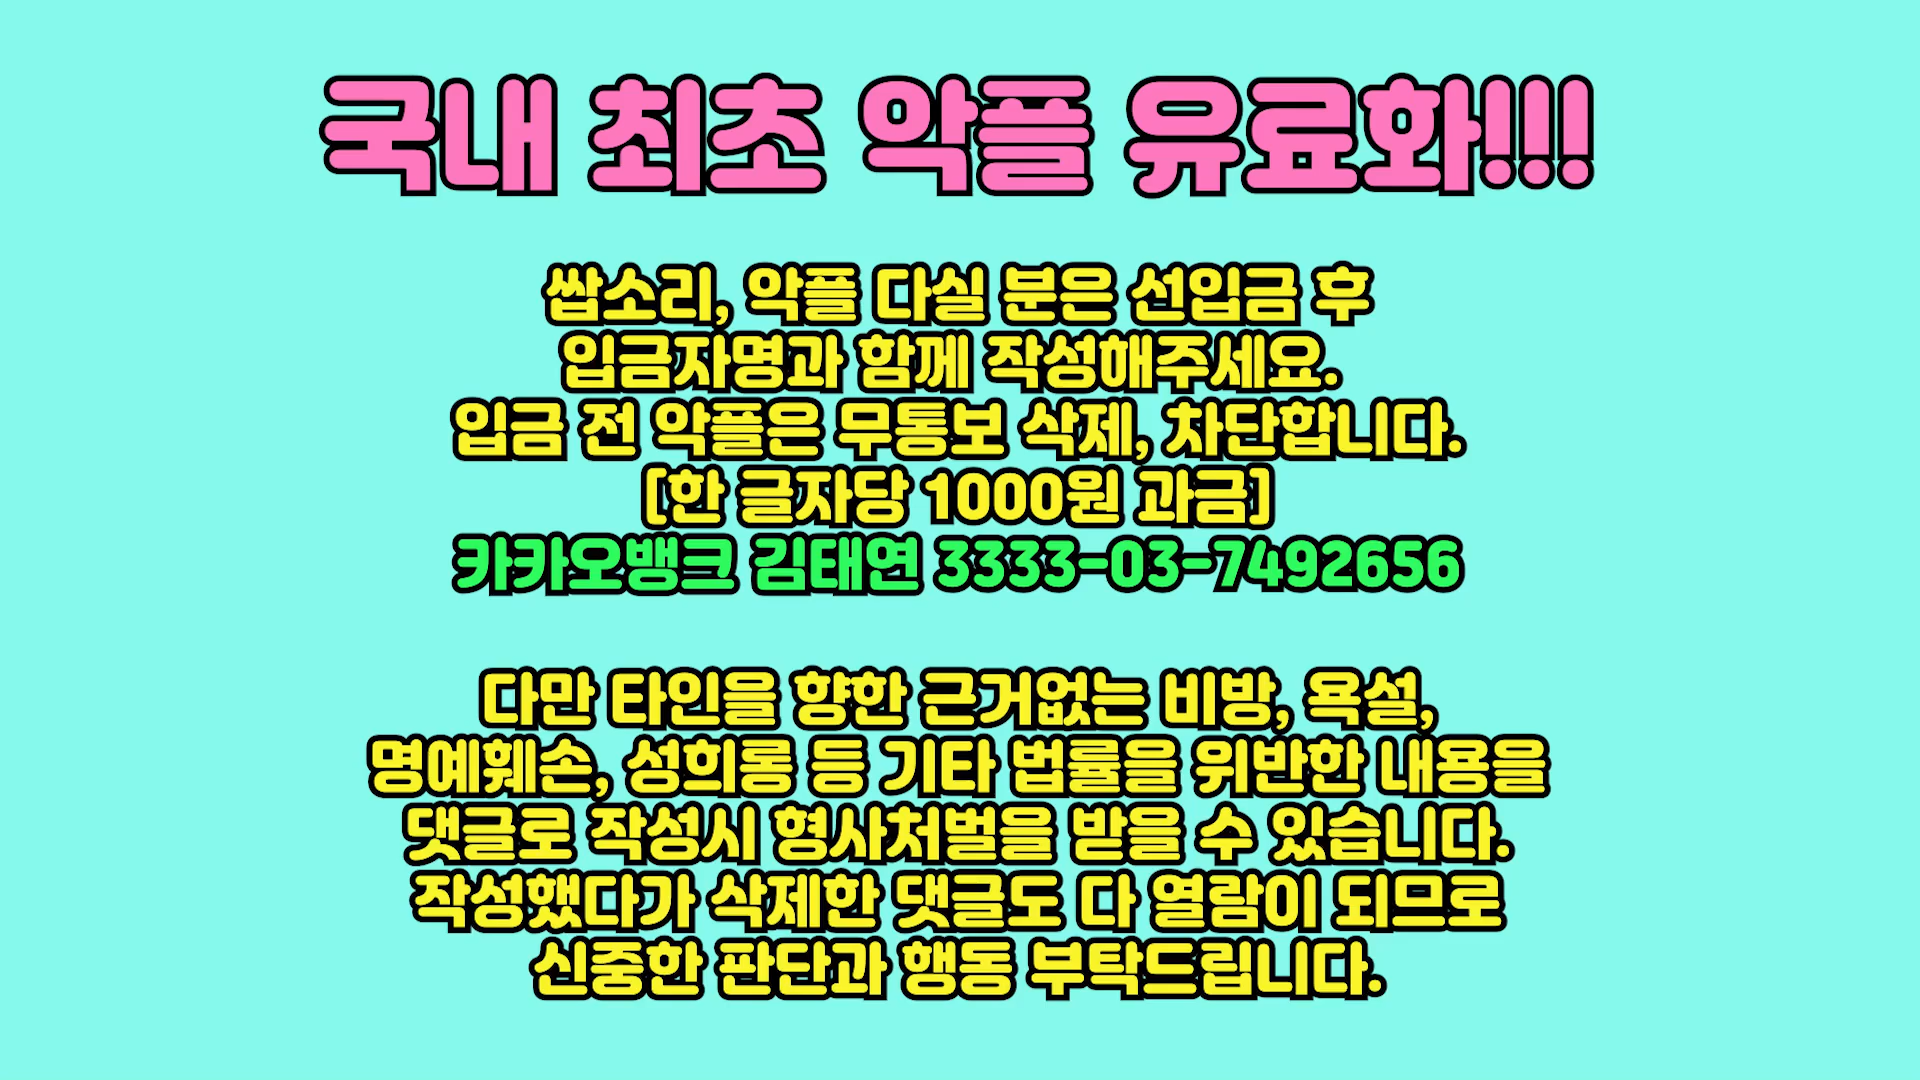 국내 최초 악플 유료화!!!
쌉소리, 악플 다실 분은 선입금 후
입금자명과 함께 작성해주세요.
입금 전 악플은 무통보 삭제, 차단합니다.
[한 글자당 1000원 과금]
카카오뱅크 김태연 3333-03-7492656
다만 타인을 향한 근거없는 비방, 욕설,
명예훼손, 성희롱 등 기타 법률을 위반한 내용을
댓글로 작성시 형사처벌을 받을 수 있습니다.
작성했다가 삭제한 댓글도 다 열람이 되므로
신중한 판단과 행동 부탁드립니다.